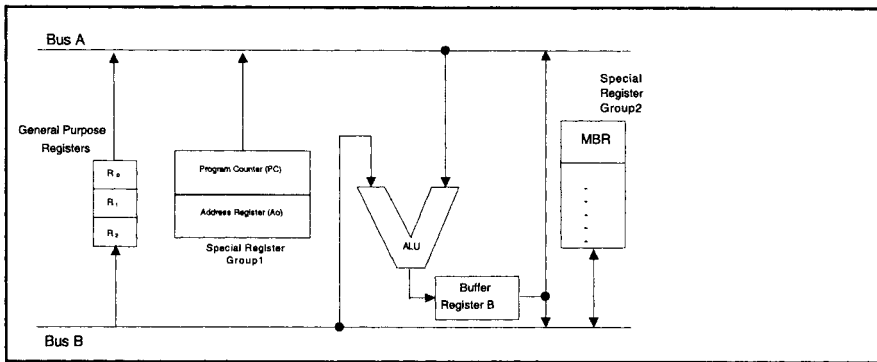 Bus A
Special
Register
Group2
MBR
General Purpose
Registers
R₀
R₁
R₂
Program Counter (PC)
Address Register (Ao)
Special Register
Group1
ALU
Buffer
Register B
Bus B